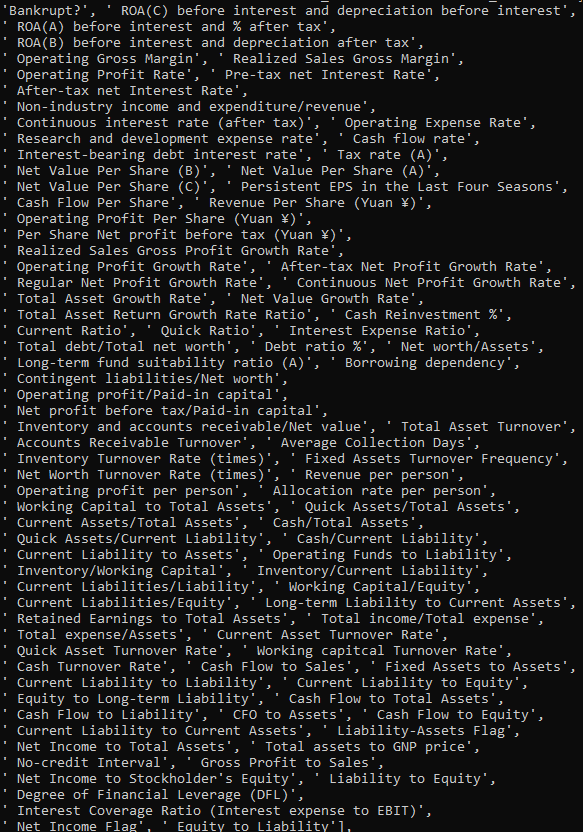 'Bankrupt?', ' ROA(C) before interest and depreciation before interest',
' ROA(A) before interest and % after tax',
' ROA(B) before interest and depreciation after tax',
' Operating Gross Margin', ' Realized Sales Gross Margin',
' Operating Profit Rate', ' Pre-tax net Interest Rate',
' After-tax net Interest Rate',
' Non-industry income and expenditure/revenue',
' Continuous interest rate (after tax)', ' Operating Expense Rate',
' Research and development expense rate', ' Cash flow rate',
' Interest-bearing debt interest rate', ' Tax rate (A)',
' Net Value Per Share (B)', ' Net Value Per Share (A)',
' Net Value Per Share (C)', ' Persistent EPS in the Last Four Seasons',
' Cash Flow Per Share', ' Revenue Per Share (Yuan ¥)',
' Operating Profit Per Share (Yuan ¥)',
' Per Share Net profit before tax (Yuan ¥)',
' Realized Sales Gross Profit Growth Rate',
' Operating Profit Growth Rate', ' After-tax Net Profit Growth Rate',
' Regular Net Profit Growth Rate', ' Continuous Net Profit Growth Rate',
' Total Asset Growth Rate', ' Net Value Growth Rate',
' Total Asset Return Growth Rate Ratio', ' Cash Reinvestment %',
' Current Ratio', ' Quick Ratio', ' Interest Expense Ratio',
' Total debt/Total net worth', ' Debt ratio %', ' Net worth/Assets',
' Long-term fund suitability ratio (A)', ' Borrowing dependency',
' Contingent liabilities/Net worth',
' Operating profit/Paid-in capital',
' Net profit before tax/Paid-in capital',
' Inventory and accounts receivable/Net value', ' Total Asset Turnover',
' Accounts Receivable Turnover', ' Average Collection Days',
' Inventory Turnover Rate (times)', ' Fixed Assets Turnover Frequency',
' Net Worth Turnover Rate (times)', ' Revenue per person',
' Operating profit per person', ' Allocation rate per person',
' Working Capital to Total Assets', ' Quick Assets/Total Assets',
' Current Assets/Total Assets', ' Cash/Total Assets',
' Quick Assets/Current Liability', ' Cash/Current Liability',
' Current Liability to Assets', ' Operating Funds to Liability',
' Inventory/Working Capital', ' Inventory/Current Liability',
' Current Liabilities/Liability', ' Working Capital/Equity',
' Current Liabilities/Equity', ' Long-term Liability to Current Assets',
' Retained Earnings to Total Assets', ' Total income/Total expense',
' Total expense/Assets', ' Current Asset Turnover Rate',
' Quick Asset Turnover Rate', ' Working capitcal Turnover Rate',
' Cash Turnover Rate', ' Cash Flow to Sales', ' Fixed Assets to Assets',
' Current Liability to Liability', ' Current Liability to Equity',
' Equity to Long-term Liability', ' Cash Flow to Total Assets',
' Cash Flow to Liability', ' CFO to Assets', ' Cash Flow to Equity',
' Current Liability to Current Assets', ' Liability-Assets Flag',
' Net Income to Total Assets', ' Total assets to GNP price',
' No-credit Interval', ' Gross Profit to Sales',
' Net Income to Stockholder's Equity', ' Liability to Equity',
' Degree of Financial Leverage (DFL)',
' Interest Coverage Ratio (Interest expense to EBIT)',
' Net Income Flag', ' Equity to Liability'],